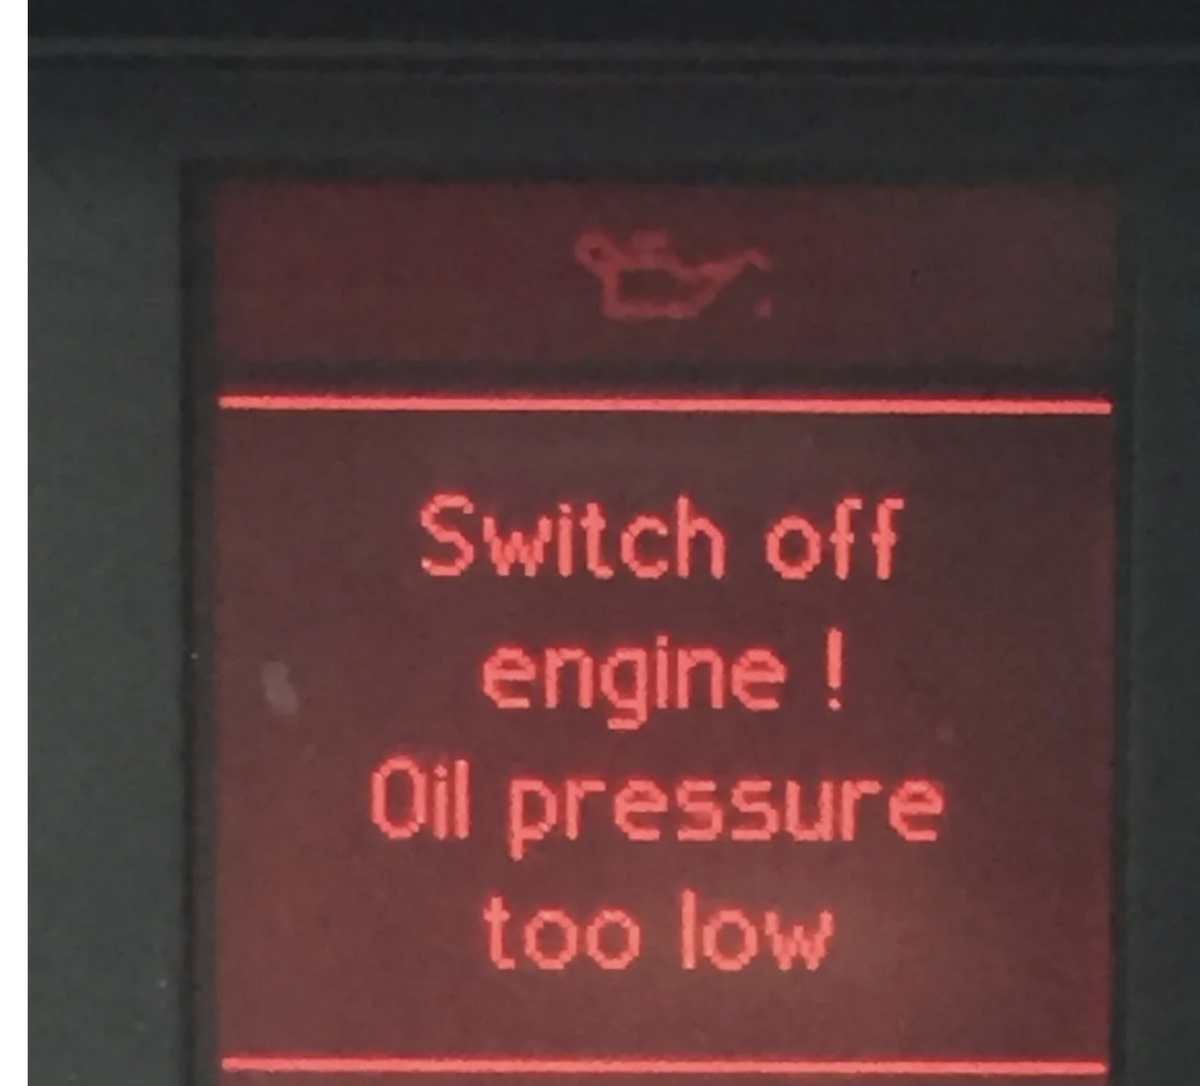 Switch off
engine !
Oil pressure
too low